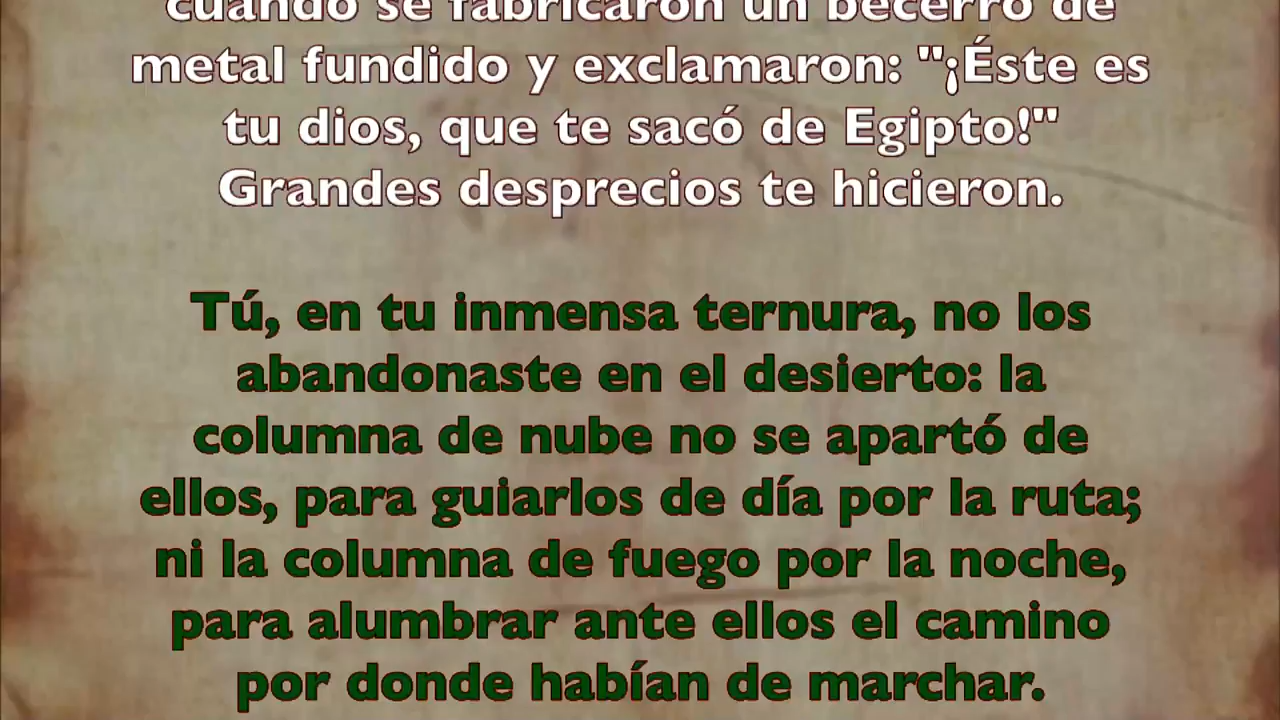 cuando se fabricaron un becerro de
metal fundido y exclamaron: "¡Éste es
tu dios, que te sacó de Egipto!"
Grandes desprecios te hicieron.
Tú, en tu inmensa ternura, no los
abandonaste en el desierto: la
columna de nube no se apartó de
ellos, para guiarlos de día por la ruta;
ni la columna de fuego por la noche,
para alumbrar ante ellos el camino
por donde habían de marchar.